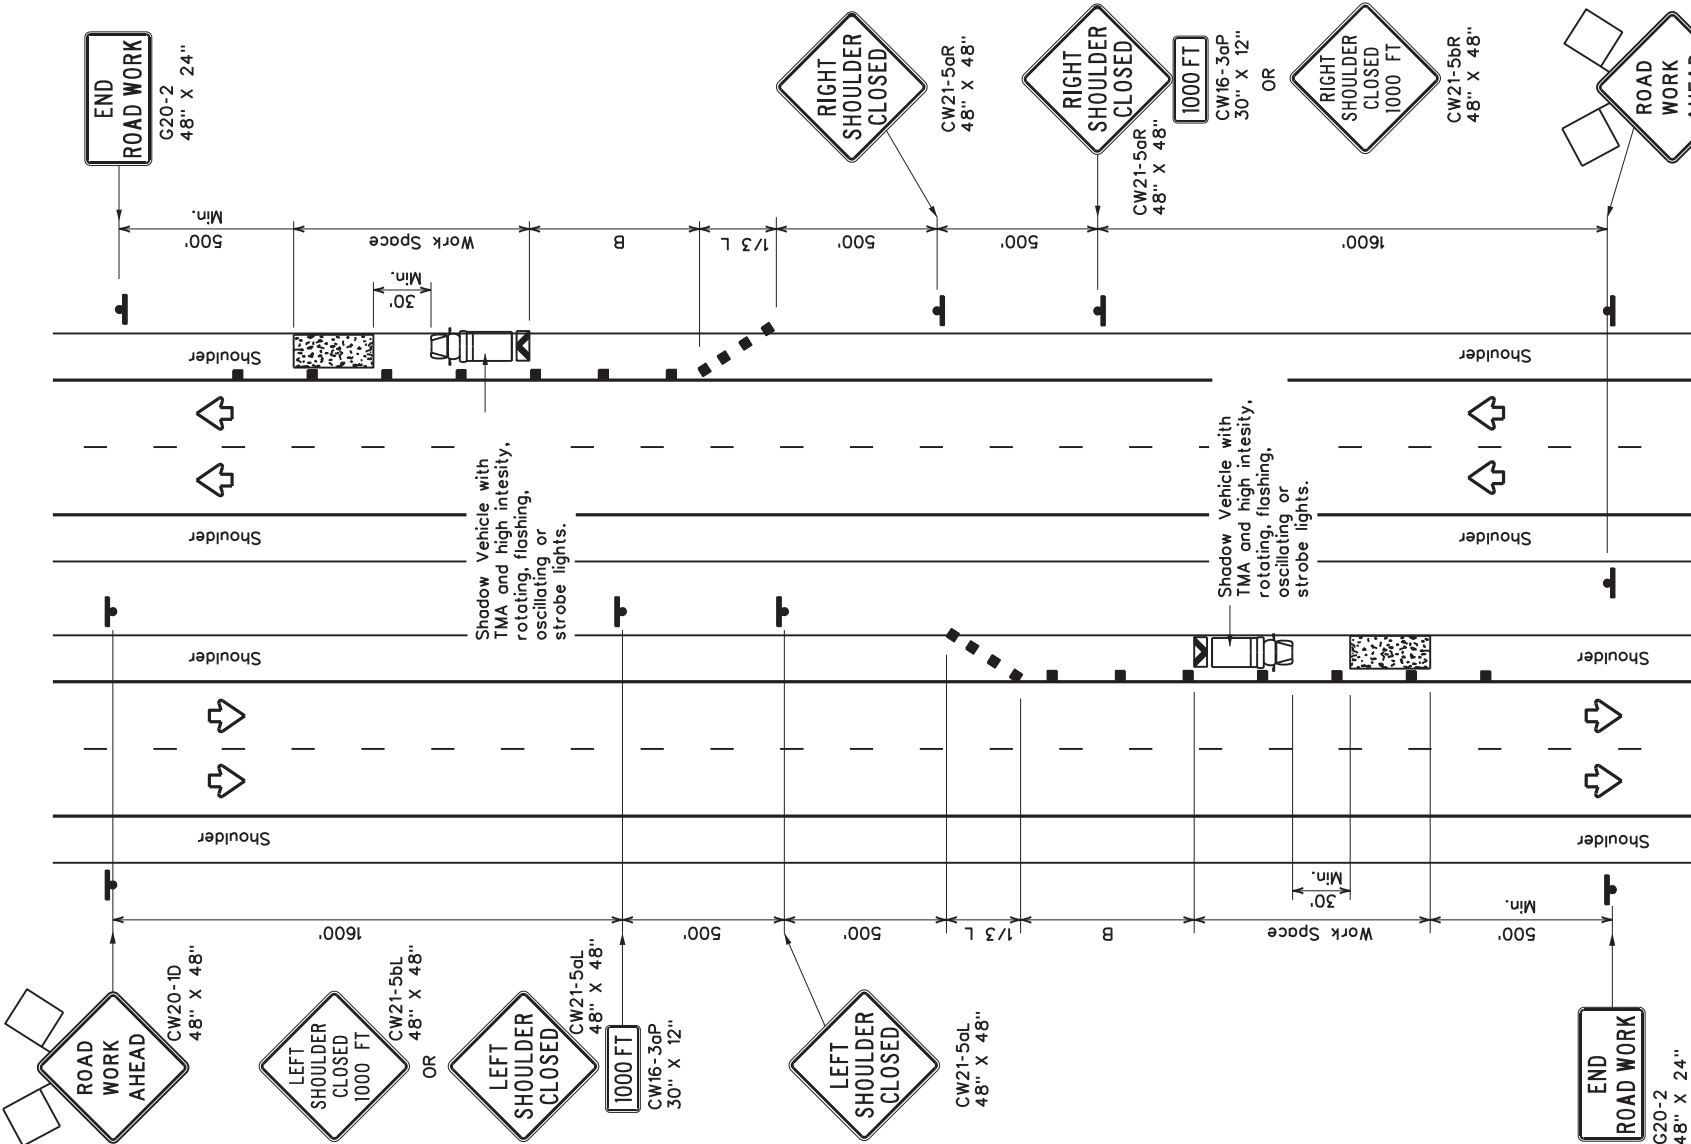 END
ROAD WORK
G20-2
48" X 24"
RIGHT
SHOULDER
CLOSED
CW21-5aR
48" X 48"
RIGHT
SHOULDER
CLOSED
CW21-5aR
48" X 48"
1000 FT
CW16-3aP
30" X 12"
OR
RIGHT
SHOULDER
CLOSED
1000 FT
CW21-5bR
48" X 48"
ROAD
WORK
AHEAD
500'
Min.
Work Space
B
1/3 L
500'
500'
1600'
30'
Min.
Shoulder
Shoulder
Shadow Vehicle with
TMA and high intesity,
rotating, flashing,
oscillating or
strobe lights.
Shoulder
Shoulder
Shadow Vehicle with
TMA and high intesity,
rotating, flashing,
oscillating or
strobe lights.
Shoulder
Shoulder
Shoulder
Shoulder
30'
Min.
1600'
500'
500'
1/3 L
B
Work Space
500'
Min.
ROAD
WORK
AHEAD
CW20-1D
48" X 48"
LEFT
SHOULDER
CLOSED
1000 FT
CW21-5bL
48" X 48"
OR
LEFT
SHOULDER
CLOSED
CW21-5aL
48" X 48"
1000 FT
CW16-3aP
30" X 12"
LEFT
SHOULDER
CLOSED
CW21-5aL
48" X 48"
END
ROAD WORK
G20-2
48" X 24"